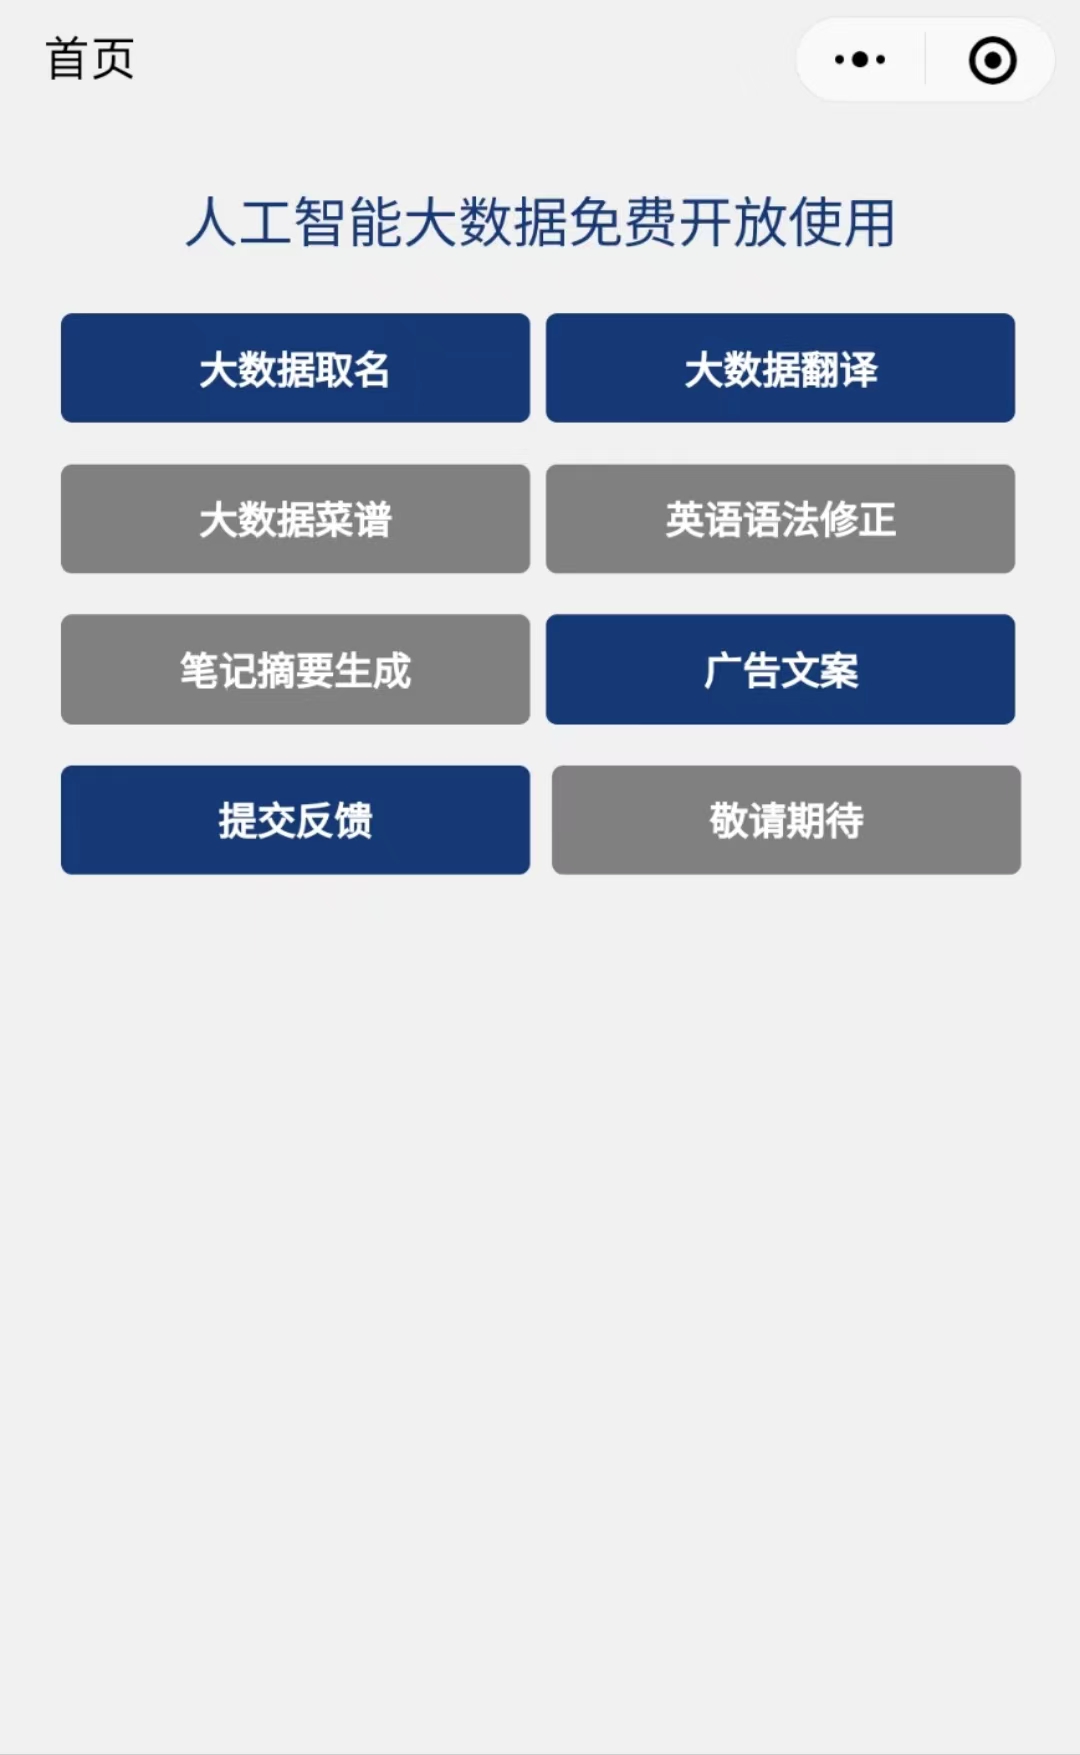 首页
人工智能大数据免费开放使用
大数据取名
大数据翻译
大数据菜谱
英语语法修正
笔记摘要生成
广告文案
提交反馈
敬请期待